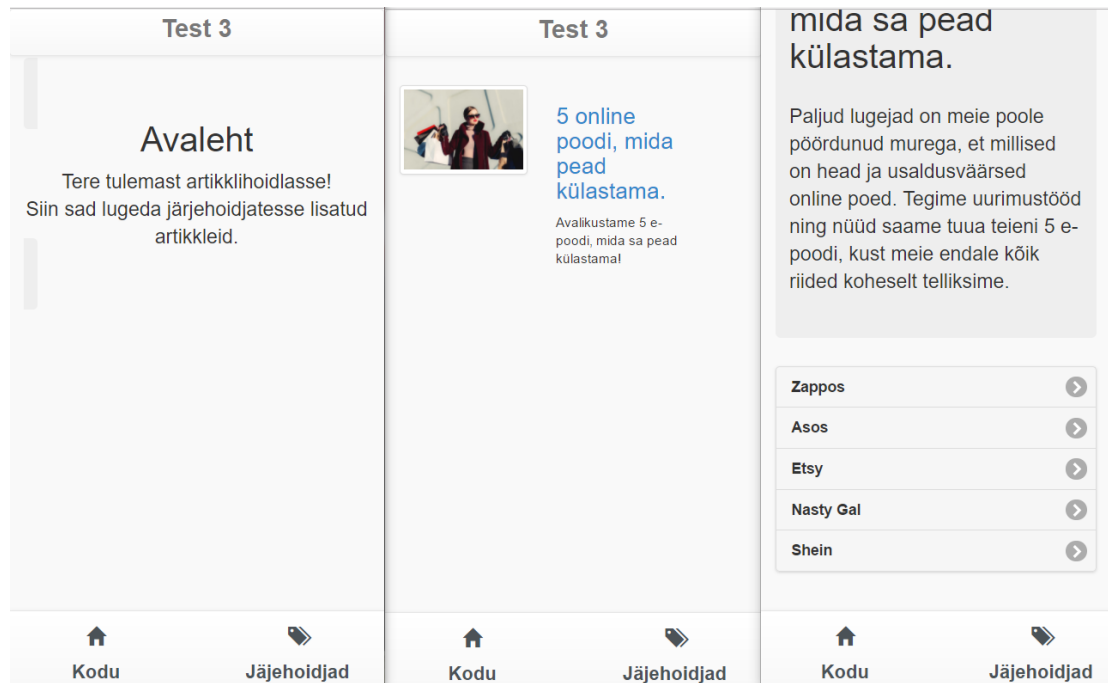 Test 3
Avaleht
Tere tulemast artikklihoidlasse!
Siin sad lugeda järjehoidjatesse lisatud
artikkleid.
Kodu
Jäjehoidjad
Test 3
5 online
poodi, mida
pead
külastama.
Avalikustame 5 e-
poodi, mida sa pead
külastama!
Kodu
Jäjehoidjad
mida sa pead
külastama.
Paljud lugejad on meie poole
pöördunud murega, et millised
on head ja usaldusväärsed
online poed. Tegime uurimustööd
ning nüüd saame tuua teieni 5 e-
poodi, kust meie endale kõik
riided koheselt telliksime.
Zappos
Asos
Etsy
Nasty Gal
Shein
Kodu
Jäjehoidjad